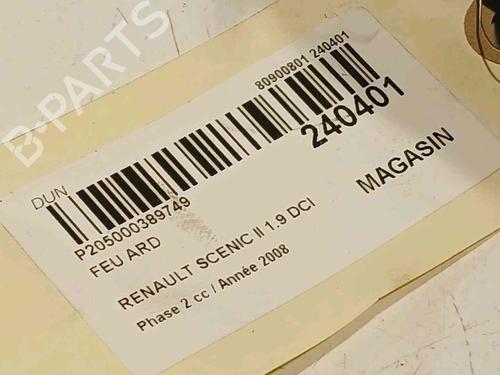 B-PARTS
80900801 240401
DUN
240401
P205000389749
FEU ARD
MAGASIN
RENAULT SCENIC II 1.9 DCI
Phase 2 cc / Année 2008